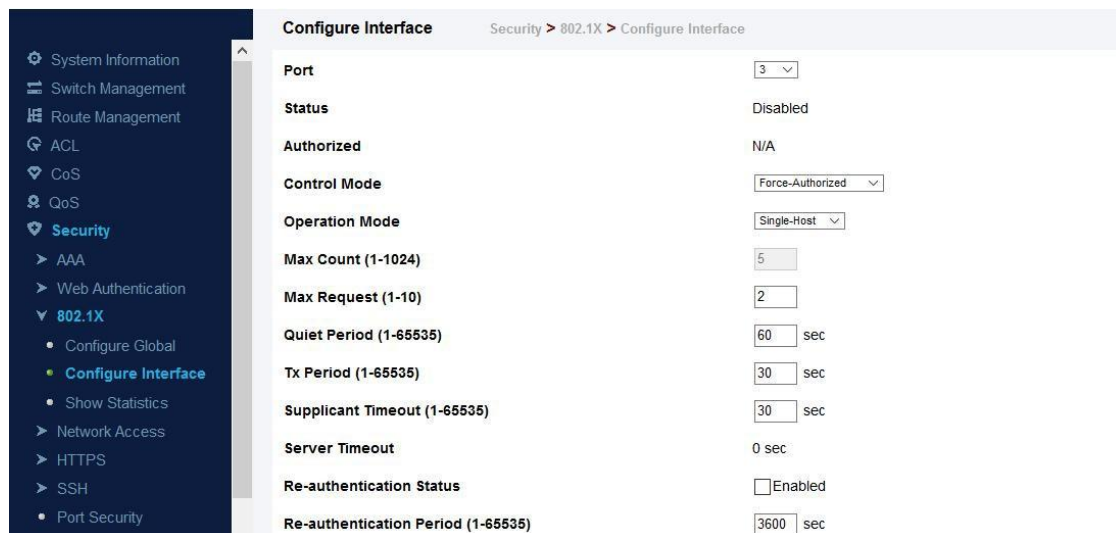 Configure Interface Security > 802.1X > Configure Interface
System Information
Switch Management
Route Management
ACL
CoS
QoS
Security
AAA
Web Authentication
802.1X
Configure Global
Configure Interface
Show Statistics
Network Access
HTTPS
SSH
Port Security
Port 3
Status Disabled
Authorized N/A
Control Mode Force-Authorized
Operation Mode Single-Host
Max Count (1-1024) 5
Max Request (1-10) 2
Quiet Period (1-65535) 60 sec
Tx Period (1-65535) 30 sec
Supplicant Timeout (1-65535) 30 sec
Server Timeout 0 sec
Re-authentication Status Enabled
Re-authentication Period (1-65535) 3600 sec